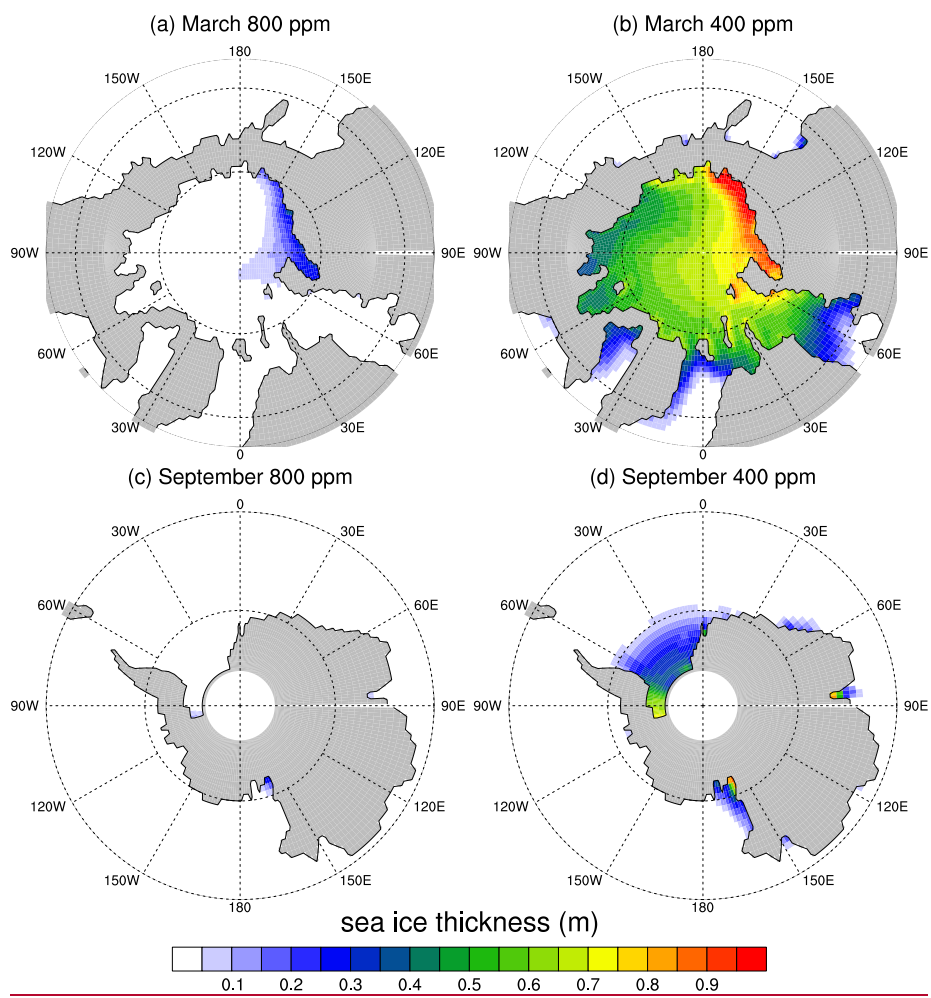 (a) March 800 ppm
(b) March 400 ppm
180
150W
150E
120W
120E
90W
90E
60W
60E
30W
30E
0
180
150W
150E
120W
120E
90W
90E
60W
60E
30W
30E
0
(c) September 800 ppm
(d) September 400 ppm
0
30W
30E
60W
60E
90W
90E
120W
120E
150W
150E
180
0
30W
30E
60W
60E
90W
90E
120W
120E
150W
150E
180
sea ice thickness (m)
0.1 0.2 0.3 0.4 0.5 0.6 0.7 0.8 0.9